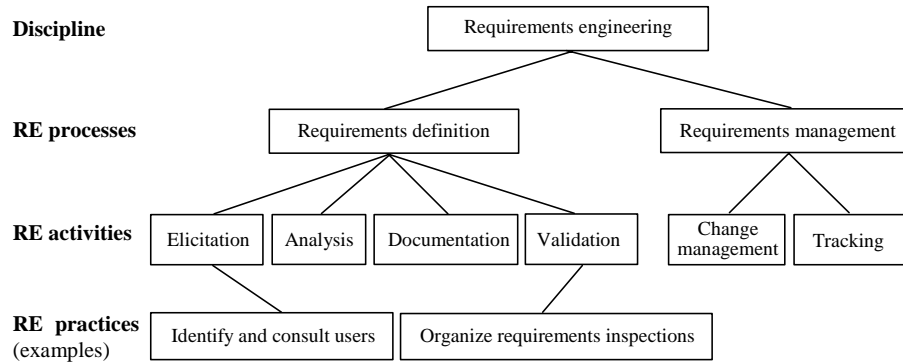 Discipline
Requirements engineering
RE processes
Requirements definition
Requirements management
RE activities
Elicitation
Analysis
Documentation
Validation
Change
management
Tracking
RE practices
(examples)
Identify and consult users
Organize requirements inspections